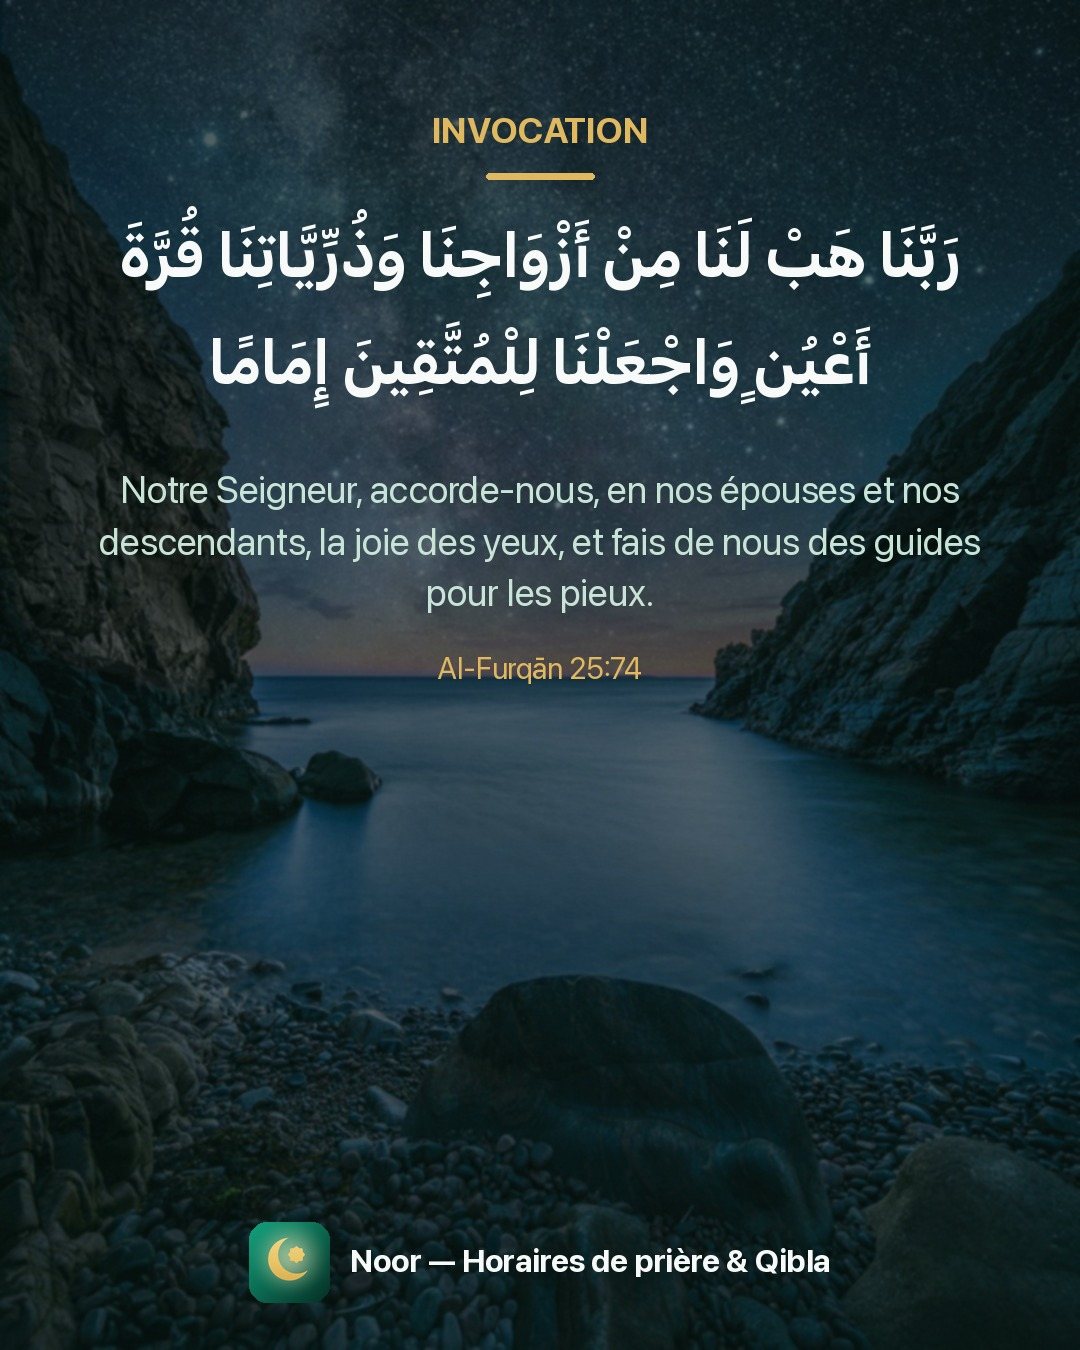 INVOCATION
رَبَّنَا هَبْ لَنَا مِنْ أَزْوَاجِنَا وَذُرِّيَّاتِنَا قُرَّةَ
أَعْيُنٍ وَاجْعَلْنَا لِلْمُتَّقِينَ إِمَامًا
Notre Seigneur, accorde-nous, en nos épouses et nos
descendants, la joie des yeux, et fais de nous des guides
pour les pieux.
Al-Furqān 25:74
Noor — Horaires de prière & Qibla